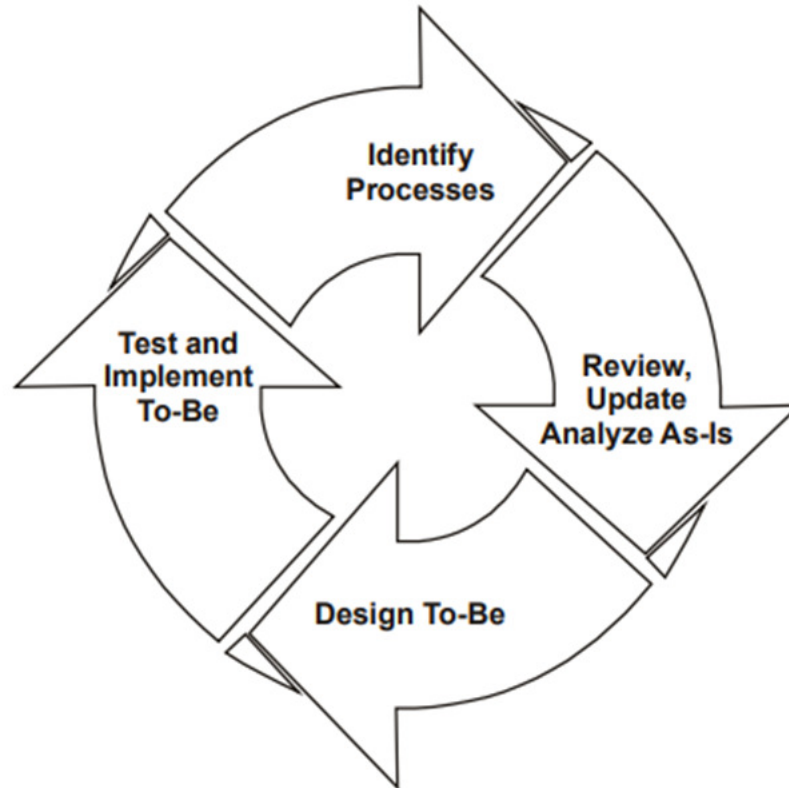 Identify
Processes
Review,
Update
Analyze As-Is
Design To-Be
Test and
Implement
To-Be